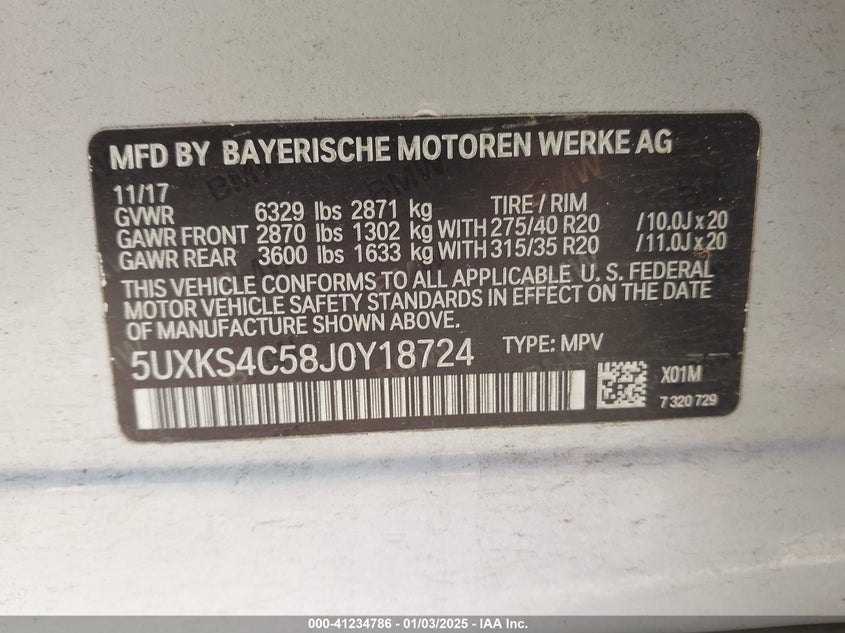 MFD BY BAYERISCHE MOTOREN WERKE AG
11/17
GVWR 6329 lbs 2871 kg TIRE / RIM
GAWR FRONT 2870 lbs 1302 kg WITH 275/40 R20 /10.0J x 20
GAWR REAR 3600 lbs 1633 kg WITH 315/35 R20 /11.0J x 20
THIS VEHICLE CONFORMS TO ALL APPLICABLE U. S. FEDERAL
MOTOR VEHICLE SAFETY STANDARDS IN EFFECT ON THE DATE
OF MANUFACTURE SHOWN ABOVE.
5UXKS4C58J0Y18724 TYPE: MPV
X01M
7 320 729
000-41234786 - 01/03/2025 - IAA Inc.